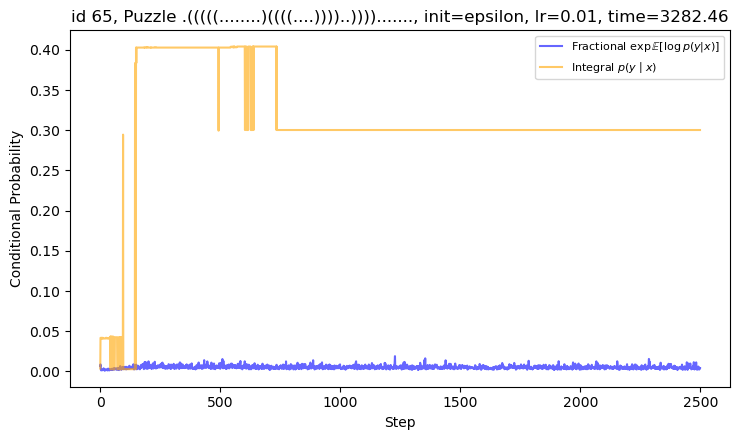 id 65, Puzzle .(((((........)((((....))))..))))......., init=epsilon, lr=0.01, time=3282.46
Fractional exp𝔼[log p(y|x)]
Integral p(y | x)
Conditional Probability
0.40
0.35
0.30
0.25
0.20
0.15
0.10
0.05
0.00
0 500 1000 1500 2000 2500
Step